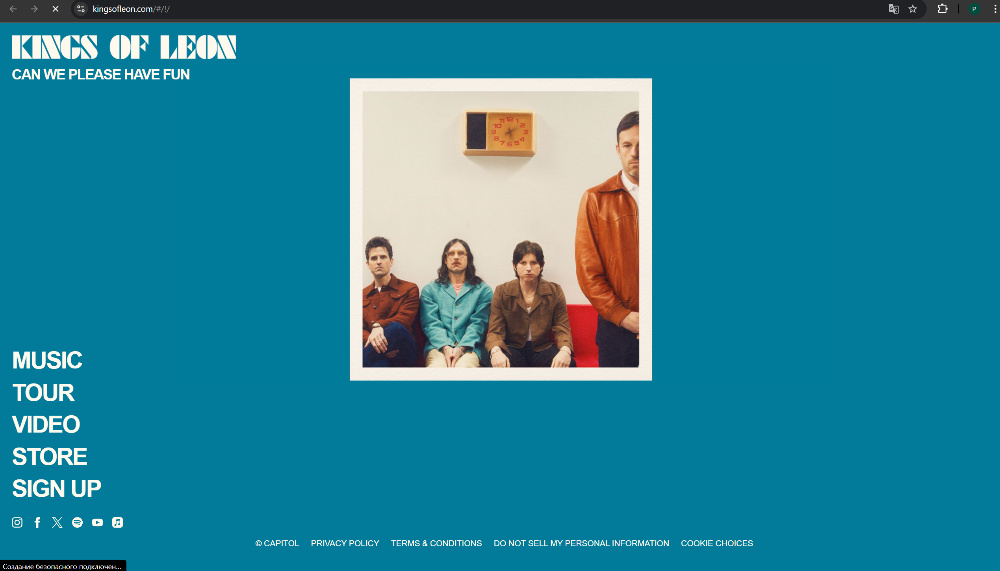 kingsofleon.com/#/!/
P
KINGS OF LEON
CAN WE PLEASE HAVE FUN
11 12 1
10 2
9 3
8 4
7 6 5
MUSIC
TOUR
VIDEO
STORE
SIGN UP
© CAPITOL PRIVACY POLICY TERMS & CONDITIONS DO NOT SELL MY PERSONAL INFORMATION COOKIE CHOICES
Создание безопасного подключен...